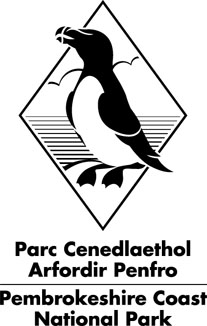 Parc Cenedlaethol
Arfordir Penfro
Pembrokeshire Coast
National Park